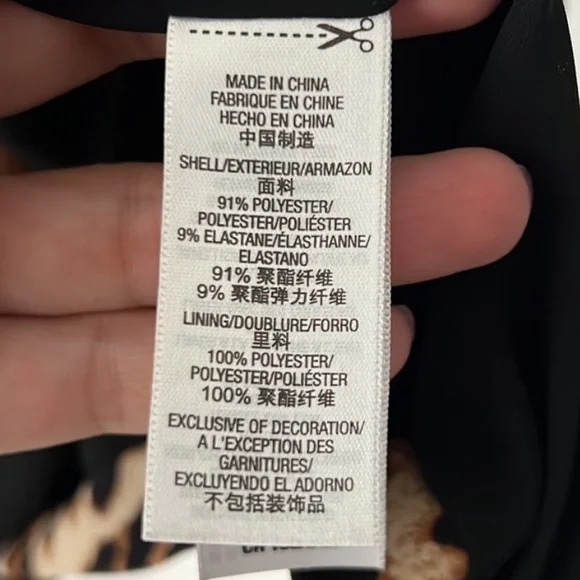 MADE IN CHINA
FABRIQUE EN CHINE
HECHO EN CHINA
中国制造
SHELL/EXTERIEUR/ARMAZON
面料
91% POLYESTER/
POLYESTER/POLIÉSTER
9% ELASTANE/ÉLASTHANNE/
ELASTANO
91% 聚酯纤维
9% 聚酯弹力纤维
LINING/DOUBLURE/FORRO
里料
100% POLYESTER/
POLYESTER/POLIÉSTER
100% 聚酯纤维
EXCLUSIVE OF DECORATION/
A L'EXCEPTION DES
GARNITURES/
EXCLUYENDO EL ADORNO
不包括装饰品